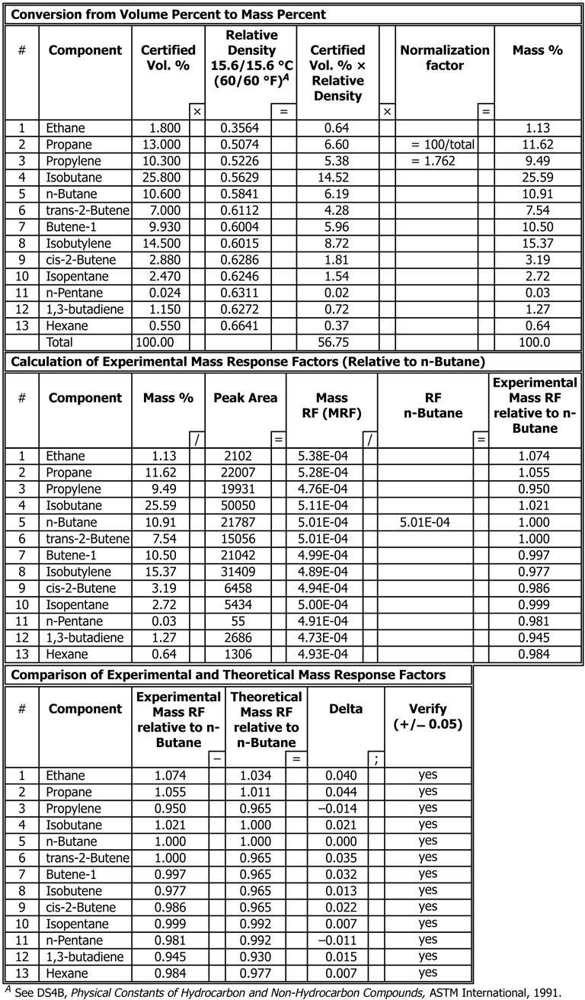 Conversion from Volume Percent to Mass Percent
# Component Certified Vol. % × Relative Density 15.6/15.6 °C (60/60 °F)A = Certified Vol. % × Relative Density × Normalization factor = Mass %
1 Ethane 1.800 0.3564 0.64 1.13
2 Propane 13.000 0.5074 6.60 = 100/total 11.62
3 Propylene 10.300 0.5226 5.38 = 1.762 9.49
4 Isobutane 25.800 0.5629 14.52 25.59
5 n-Butane 10.600 0.5841 6.19 10.91
6 trans-2-Butene 7.000 0.6112 4.28 7.54
7 Butene-1 9.930 0.6004 5.96 10.50
8 Isobutylene 14.500 0.6015 8.72 15.37
9 cis-2-Butene 2.880 0.6286 1.81 3.19
10 Isopentane 2.470 0.6246 1.54 2.72
11 n-Pentane 0.024 0.6311 0.02 0.03
12 1,3-butadiene 1.150 0.6272 0.72 1.27
13 Hexane 0.550 0.6641 0.37 0.64
Total 100.00 56.75 100.0
Calculation of Experimental Mass Response Factors (Relative to n-Butane)
# Component Mass % / Peak Area = Mass RF (MRF) / RF n-Butane = Experimental Mass RF relative to n-Butane
1 Ethane 1.13 2102 5.38E-04 1.074
2 Propane 11.62 22007 5.28E-04 1.055
3 Propylene 9.49 19931 4.76E-04 0.950
4 Isobutane 25.59 50050 5.11E-04 1.021
5 n-Butane 10.91 21787 5.01E-04 5.01E-04 1.000
6 trans-2-Butene 7.54 15056 5.01E-04 1.000
7 Butene-1 10.50 21042 4.99E-04 0.997
8 Isobutylene 15.37 31409 4.89E-04 0.977
9 cis-2-Butene 3.19 6458 4.94E-04 0.986
10 Isopentane 2.72 5434 5.00E-04 0.999
11 n-Pentane 0.03 55 4.91E-04 0.981
12 1,3-butadiene 1.27 2686 4.73E-04 0.945
13 Hexane 0.64 1306 4.93E-04 0.984
Comparison of Experimental and Theoretical Mass Response Factors
# Component Experimental Mass RF relative to n-Butane − Theoretical Mass RF relative to n-Butane = Delta ; Verify (+/− 0.05)
1 Ethane 1.074 1.034 0.040 yes
2 Propane 1.055 1.011 0.044 yes
3 Propylene 0.950 0.965 −0.014 yes
4 Isobutane 1.021 1.000 0.021 yes
5 n-Butane 1.000 1.000 0.000 yes
6 trans-2-Butene 1.000 0.965 0.035 yes
7 Butene-1 0.997 0.965 0.032 yes
8 Isobutene 0.977 0.965 0.013 yes
9 cis-2-Butene 0.986 0.965 0.022 yes
10 Isopentane 0.999 0.992 0.007 yes
11 n-Pentane 0.981 0.992 −0.011 yes
12 1,3-butadiene 0.945 0.930 0.015 yes
13 Hexane 0.984 0.977 0.007 yes
A See DS4B, Physical Constants of Hydrocarbon and Non-Hydrocarbon Compounds, ASTM International, 1991.